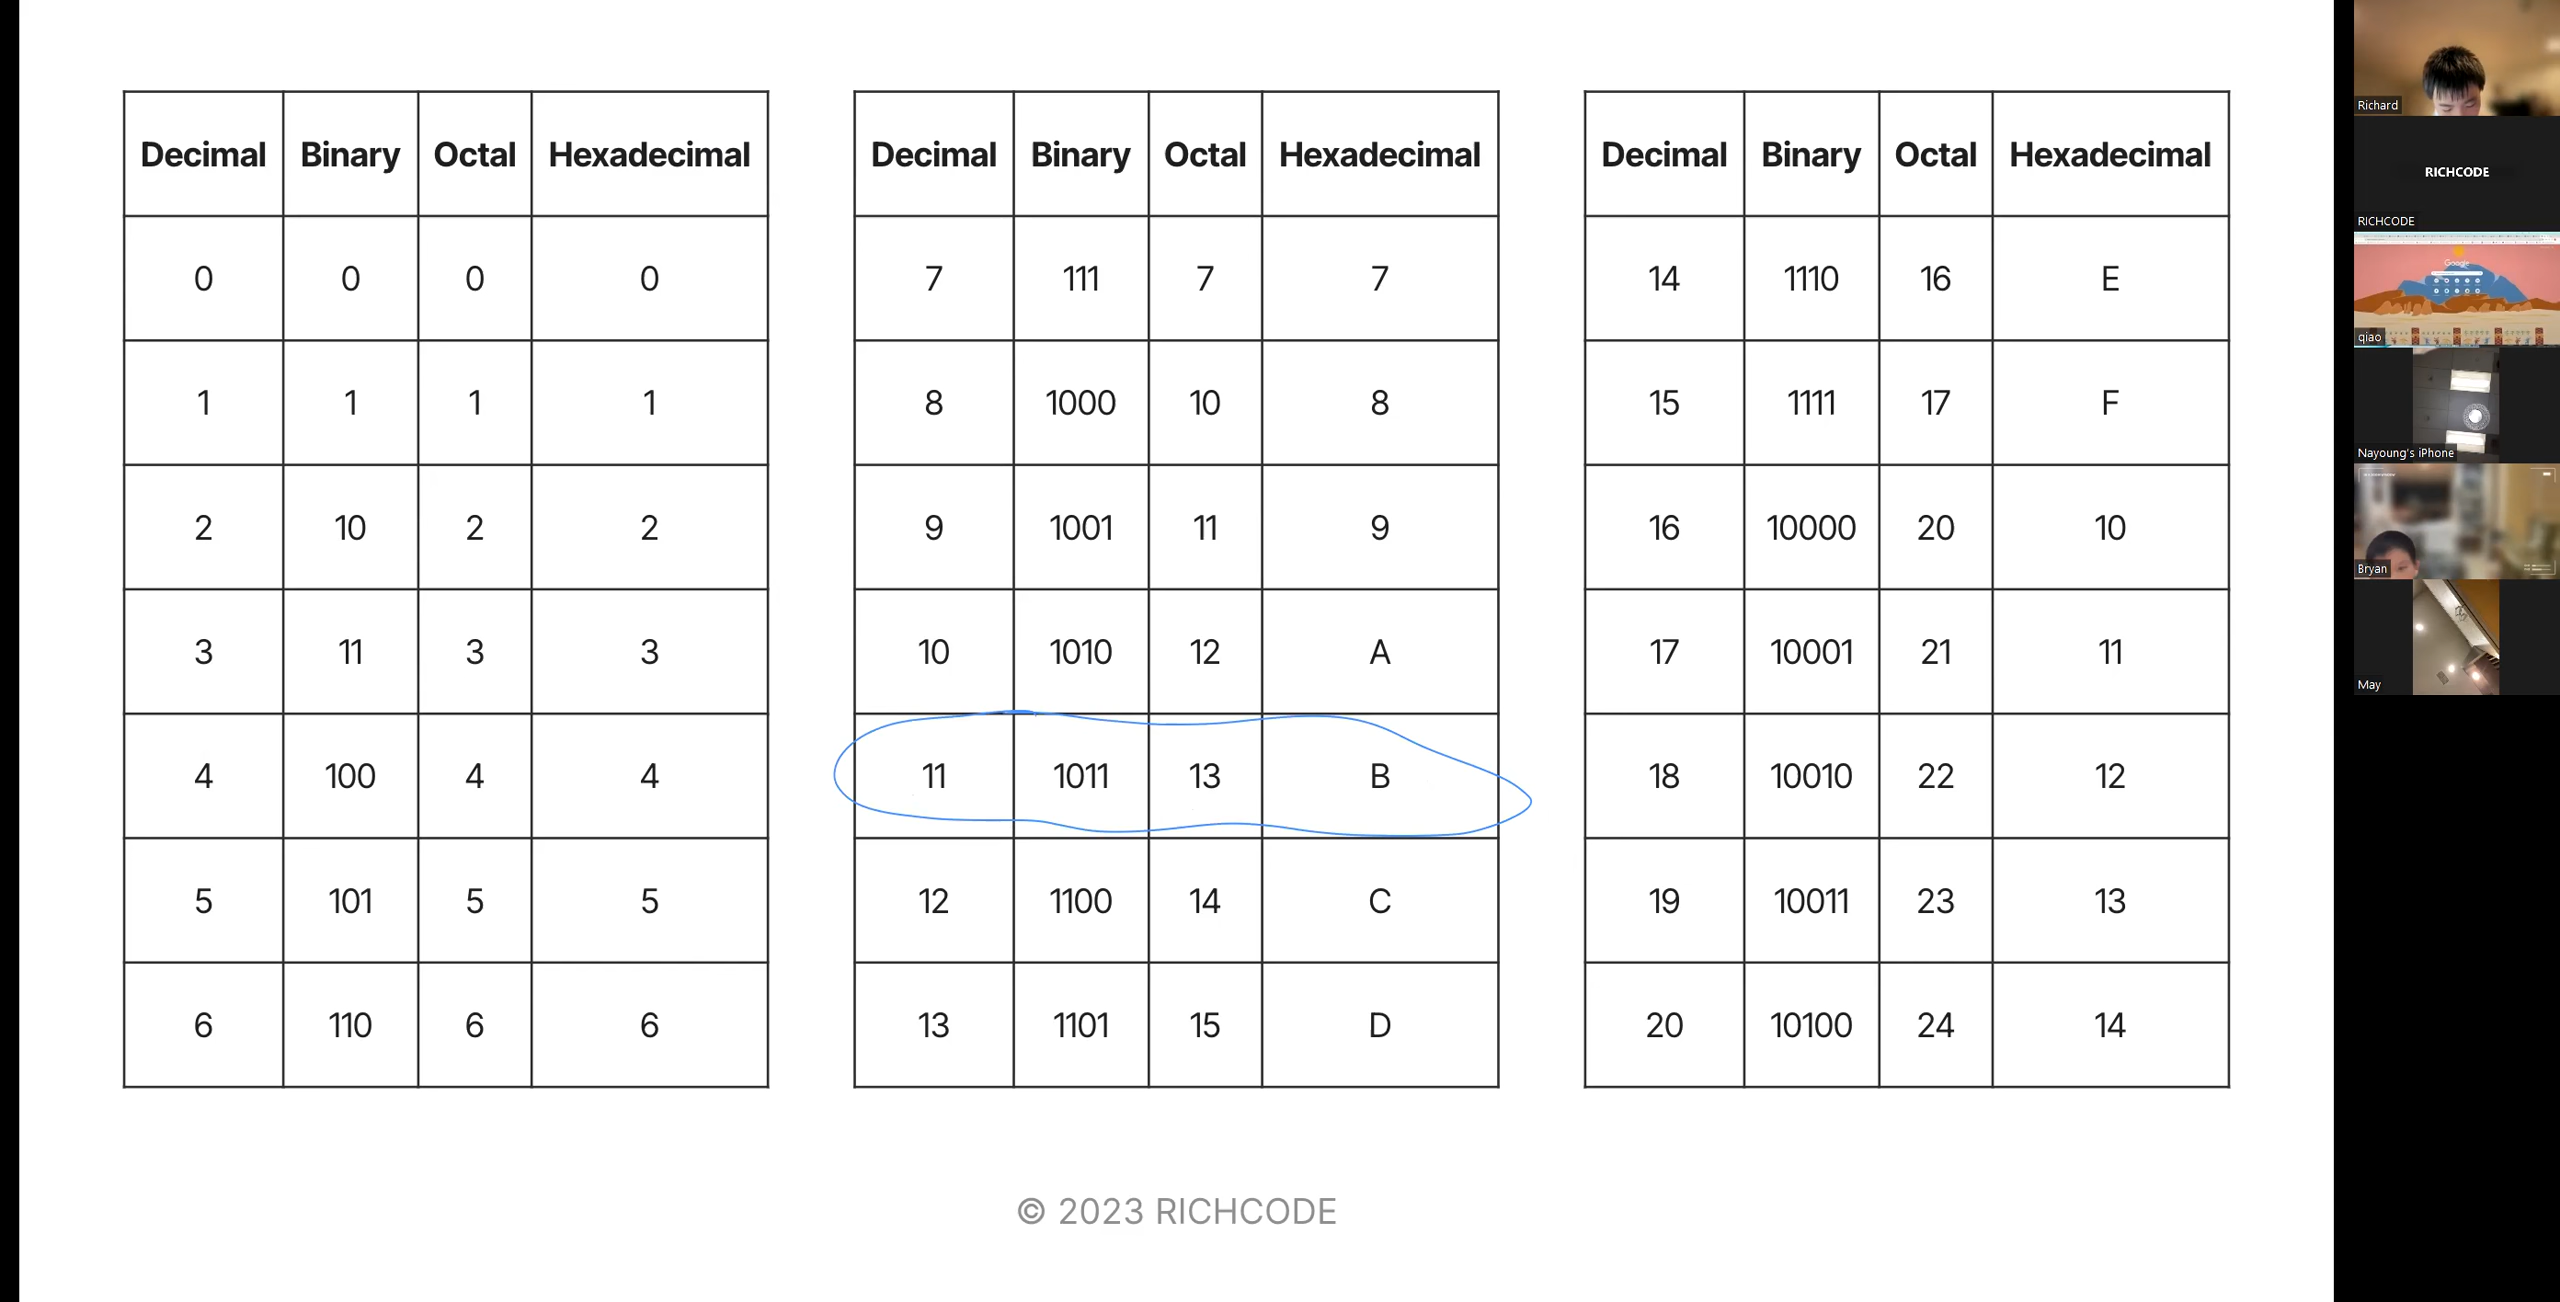 Decimal Binary Octal Hexadecimal
0 0 0 0
1 1 1 1
2 10 2 2
3 11 3 3
4 100 4 4
5 101 5 5
6 110 6 6
Decimal Binary Octal Hexadecimal
7 111 7 7
8 1000 10 8
9 1001 11 9
10 1010 12 A
11 1011 13 B
12 1100 14 C
13 1101 15 D
Decimal Binary Octal Hexadecimal
14 1110 16 E
15 1111 17 F
16 10000 20 10
17 10001 21 11
18 10010 22 12
19 10011 23 13
20 10100 24 14
© 2023 RICHCODE
Richard
RICHCODE
RICHCODE
Google
qiao
Nayoung's iPhone
Bryan
May